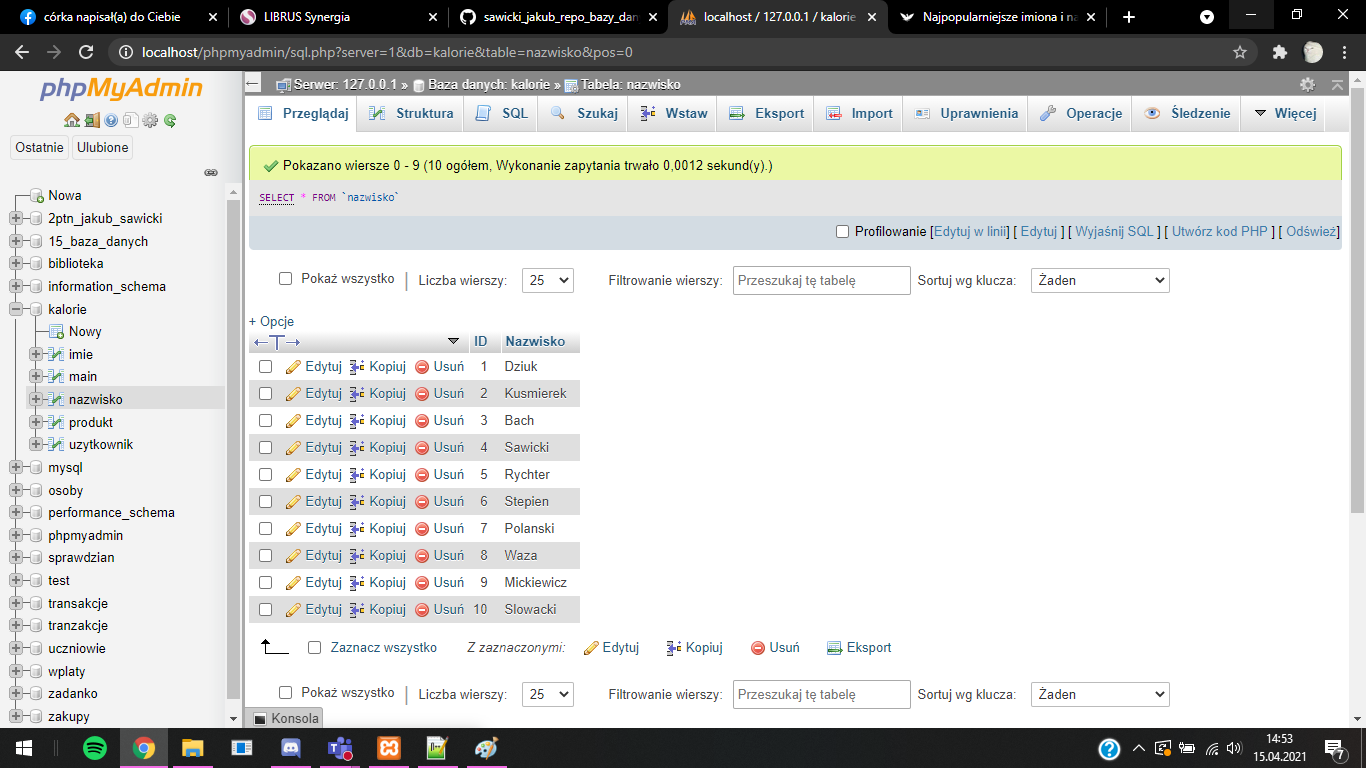 córka napisał(a) do Ciebie
LIBRUS Synergia
sawicki_jakub_repo_bazy_dan
localhost / 127.0.0.1 / kalorie
Najpopularniejsze imiona i na
localhost/phpmyadmin/sql.php?server=1&db=kalorie&table=nazwisko&pos=0
phpMyAdmin
Ostatnie
Ulubione
Nowa
2ptn_jakub_sawicki
15_baza_danych
biblioteka
information_schema
kalorie
Nowy
imie
main
nazwisko
produkt
uzytkownik
mysql
osoby
performance_schema
phpmyadmin
sprawdzian
test
transakcje
tranzakcje
uczniowie
wplaty
zadanko
zakupy
Serwer: 127.0.0.1 » Baza danych: kalorie » Tabela: nazwisko
Przeglądaj Struktura SQL Szukaj Wstaw Eksport Import Uprawnienia Operacje Śledzenie Więcej
Pokazano wiersze 0 - 9 (10 ogółem, Wykonanie zapytania trwało 0,0012 sekund(y).)
SELECT * FROM `nazwisko`
Profilowanie [Edytuj w linii] [ Edytuj ] [ Wyjaśnij SQL ] [ Utwórz kod PHP ] [ Odśwież]
Pokaż wszystko | Liczba wierszy: 25 Filtrowanie wierszy: Przeszukaj tę tabelę Sortuj wg klucza: Żaden
+ Opcje
ID Nazwisko
Edytuj Kopiuj Usuń 1 Dziuk
Edytuj Kopiuj Usuń 2 Kusmierek
Edytuj Kopiuj Usuń 3 Bach
Edytuj Kopiuj Usuń 4 Sawicki
Edytuj Kopiuj Usuń 5 Rychter
Edytuj Kopiuj Usuń 6 Stepien
Edytuj Kopiuj Usuń 7 Polanski
Edytuj Kopiuj Usuń 8 Waza
Edytuj Kopiuj Usuń 9 Mickiewicz
Edytuj Kopiuj Usuń 10 Slowacki
Zaznacz wszystko Z zaznaczonymi: Edytuj Kopiuj Usuń Eksport
Pokaż wszystko | Liczba wierszy: 25 Filtrowanie wierszy: Przeszukaj tę tabelę Sortuj wg klucza: Żaden
Konsola
14:53
15.04.2021
7